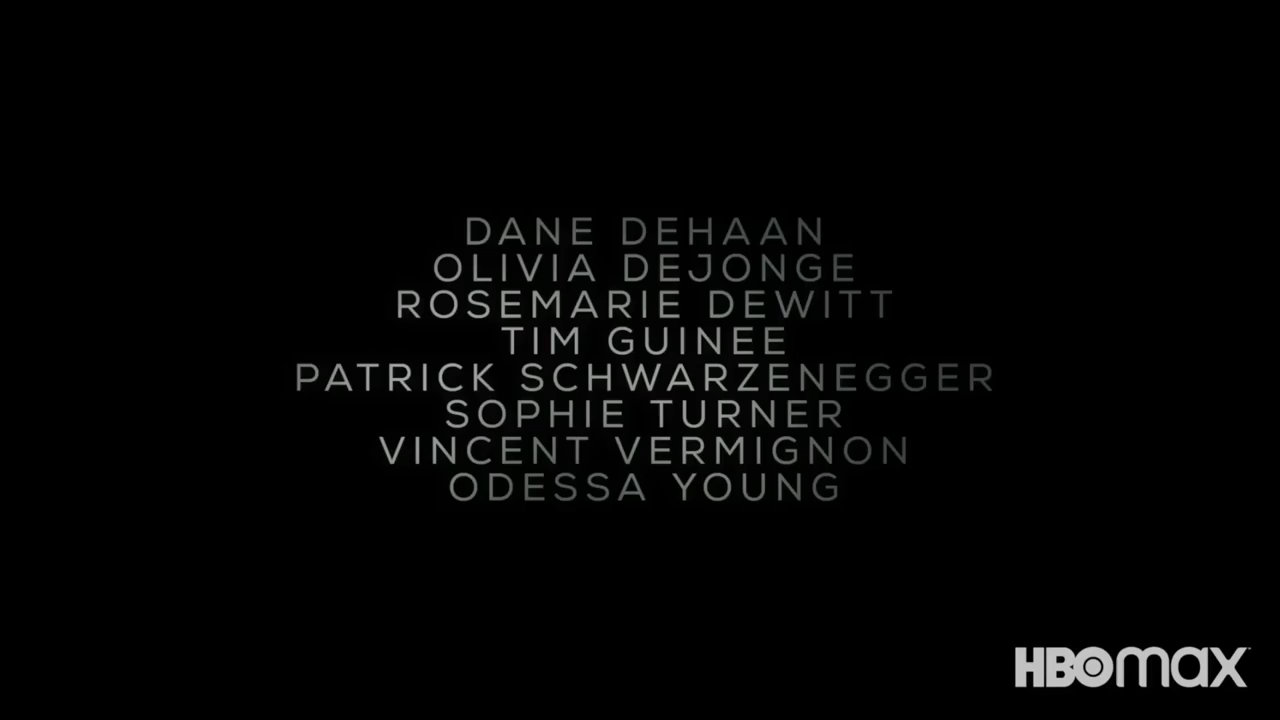 DANE DEHAAN
OLIVIA DEJONGE
ROSEMARIE DEWITT
TIM GUINEE
PATRICK SCHWARZENEGGER
SOPHIE TURNER
VINCENT VERMIGNON
ODESSA YOUNG
HBOmax